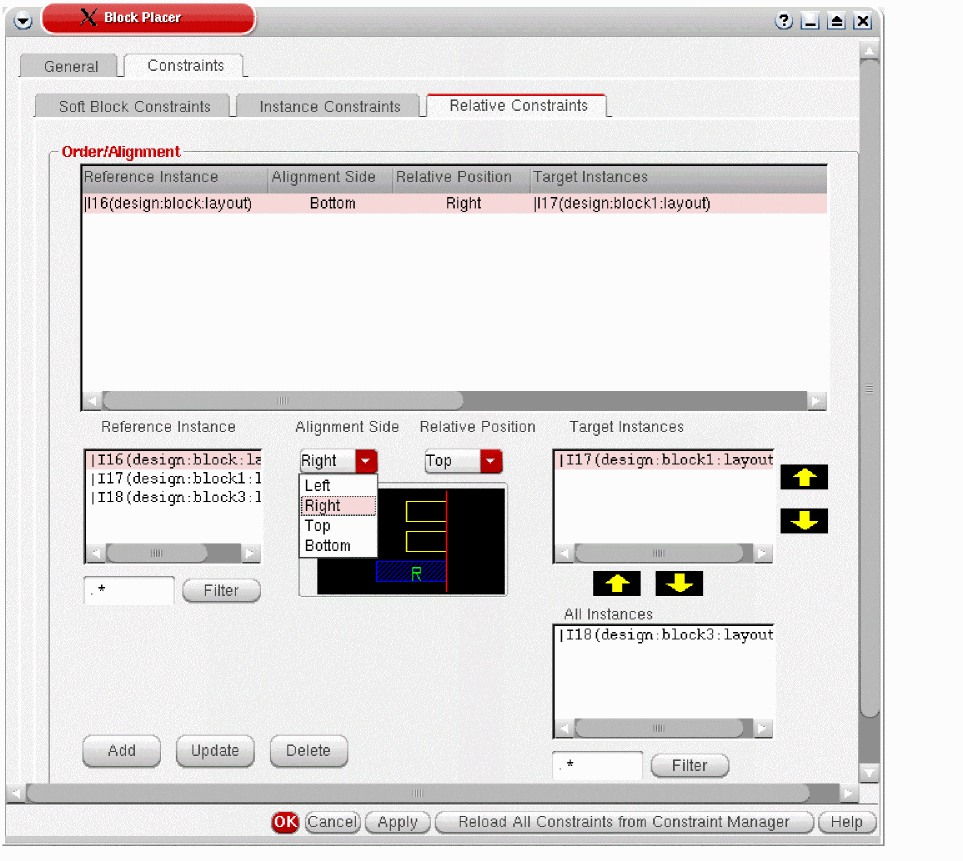 Block Placer
General Constraints
Soft Block Constraints Instance Constraints Relative Constraints
Order/Alignment
Reference Instance Alignment Side Relative Position Target Instances
|I16(design:block:layout) Bottom Right |I17(design:block1:layout)
Reference Instance Alignment Side Relative Position Target Instances
|I16(design:block:la Right Top |I17(design:block1:layout
|I17(design:block1:l
|I18(design:block3:l
Left
Right
Top
Bottom
R
.* Filter
All Instances
|I18(design:block3:layout
Add Update Delete
.* Filter
OK Cancel Apply Reload All Constraints from Constraint Manager Help